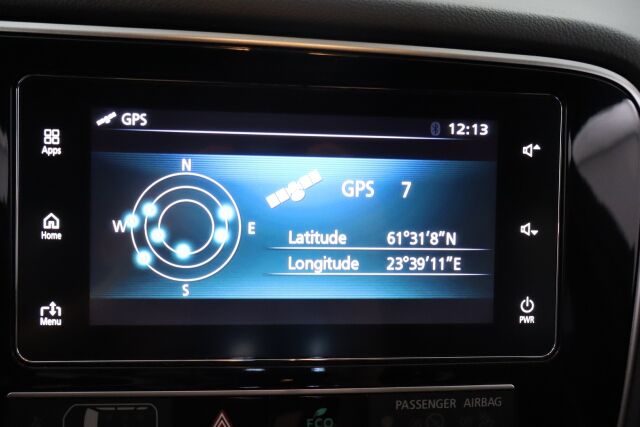 GPS
12:13
Apps
Home
Menu
N
W
E
S
GPS 7
Latitude 61°31'8"N
Longitude 23°39'11"E
PWR
ECO
PASSENGER AIRBAG